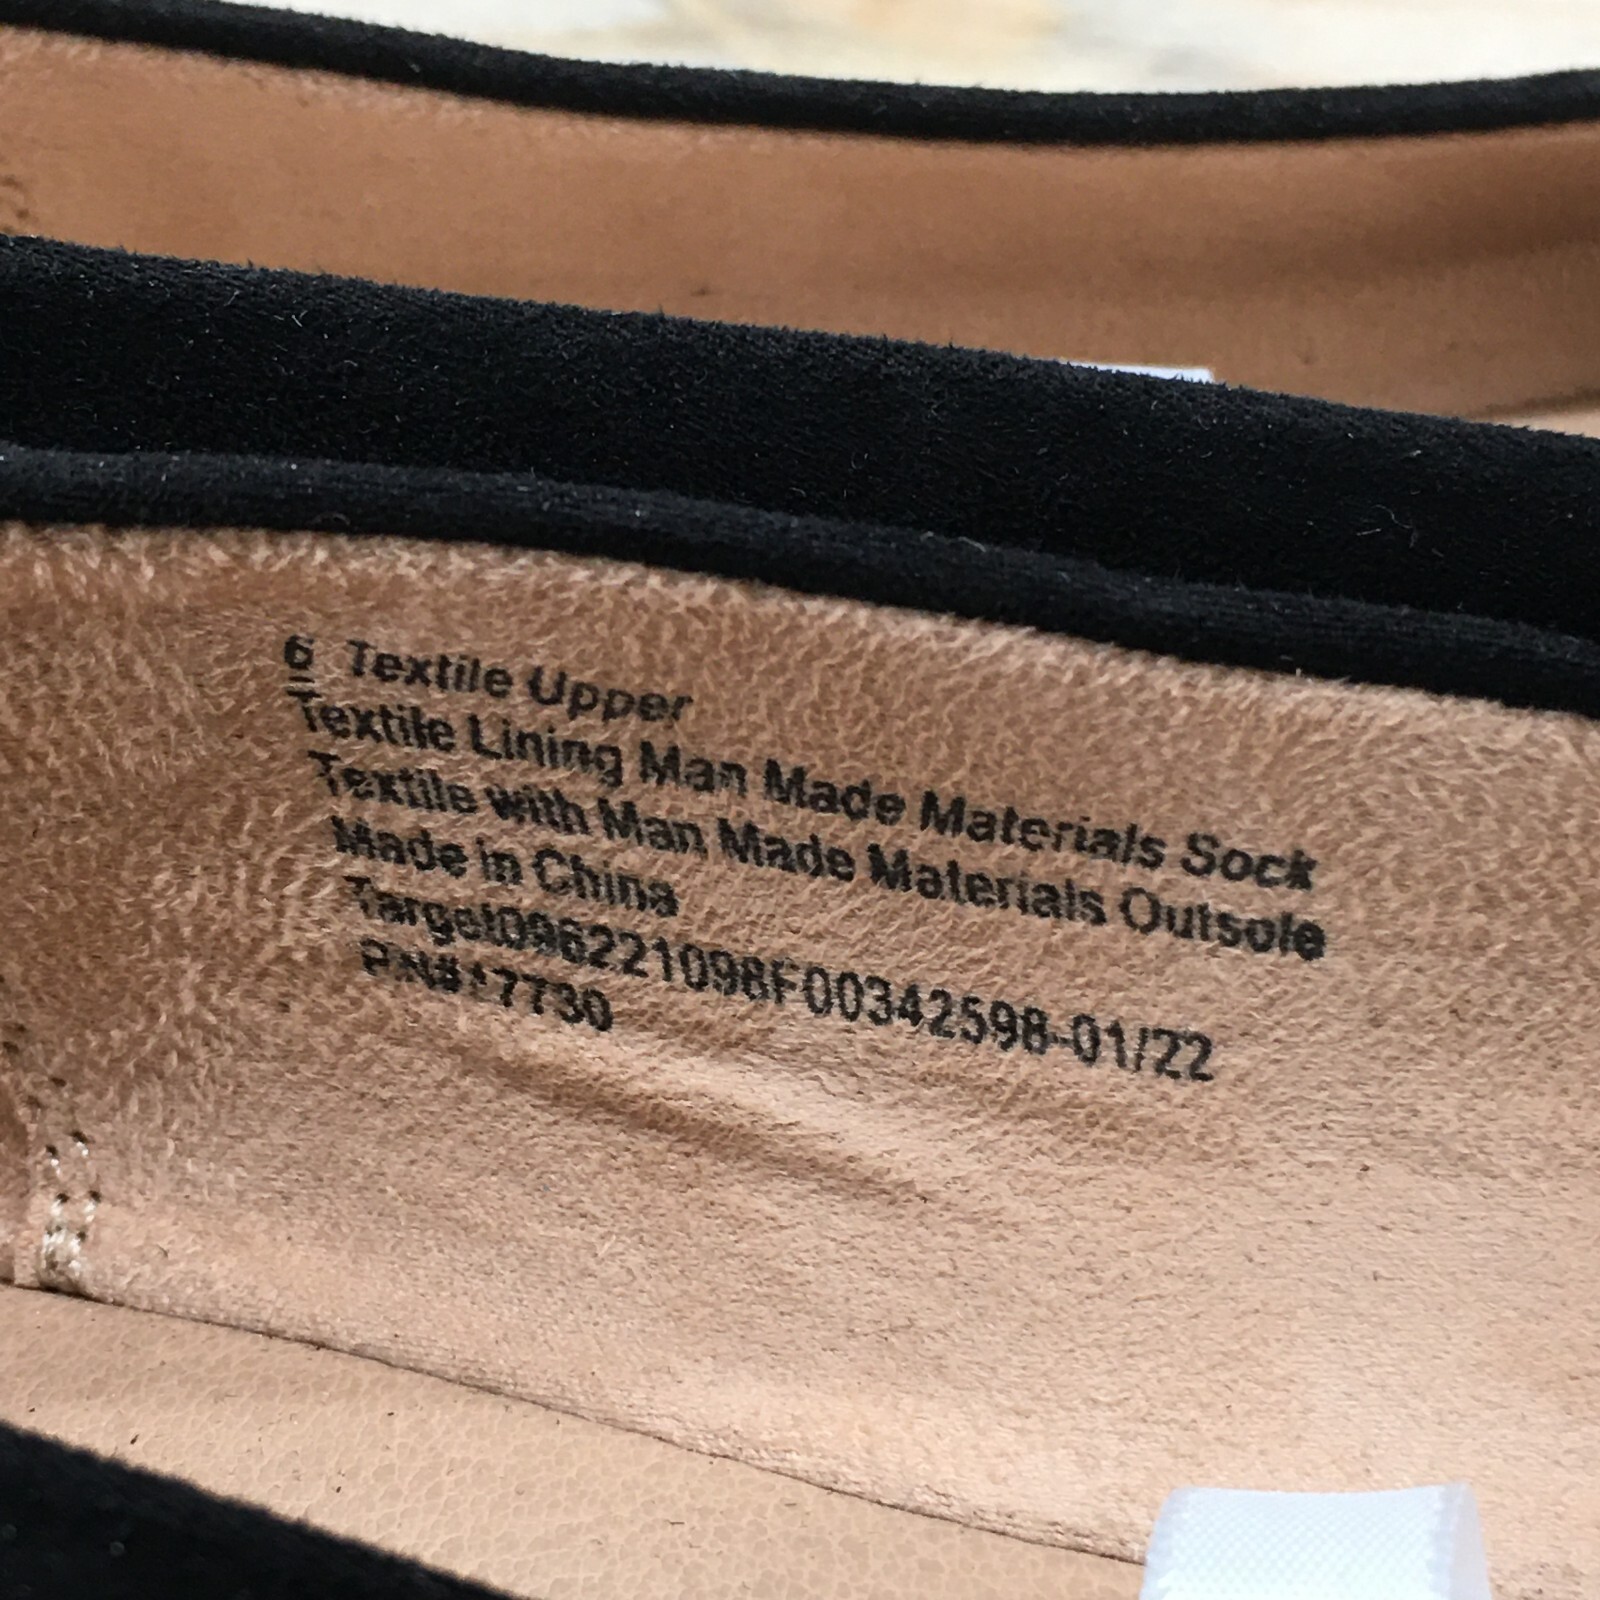 6 Textile Upper
Textile Lining Man Made Materials Sock
Textile with Man Made Materials Outsole
Made in China
Target096221098F00342598-01/22